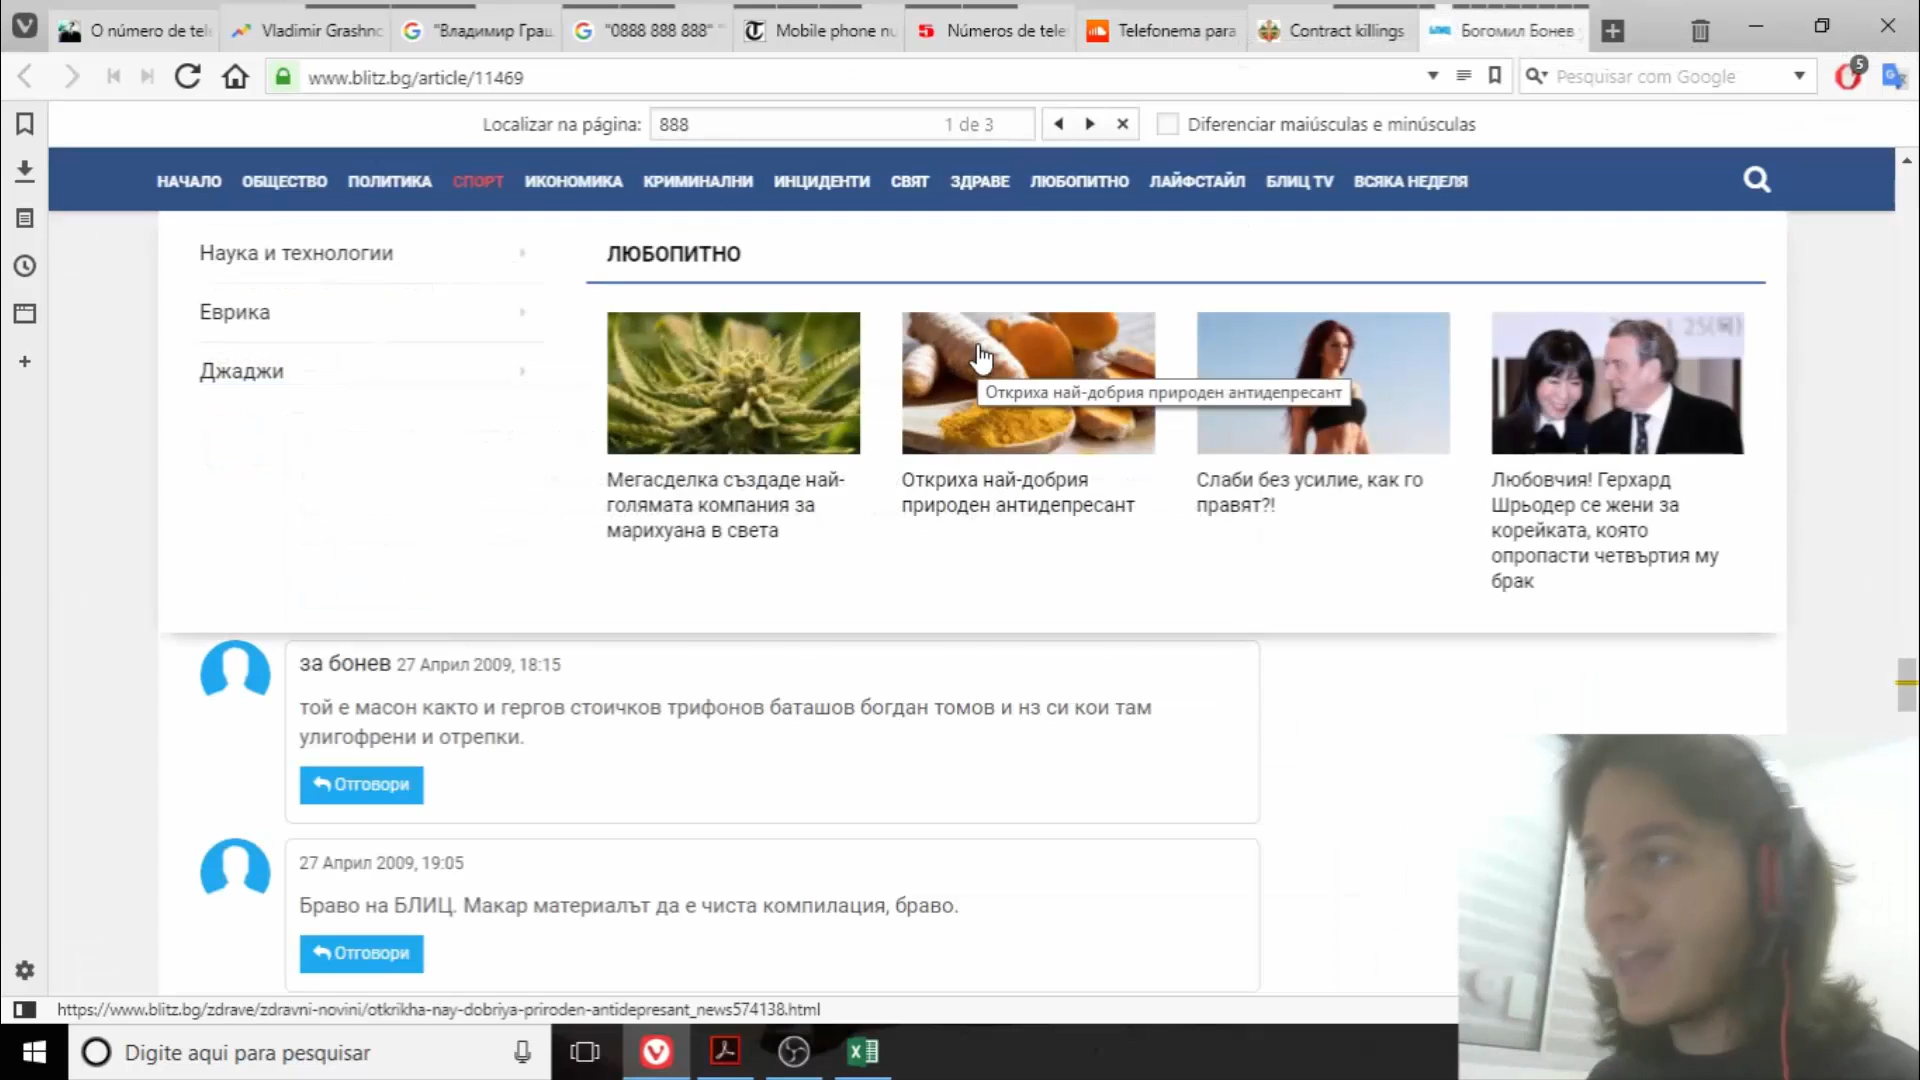 O número de tel
Vladimir Grashnc
"Владимир Гращ
"0888 888 888"
Mobile phone nu
Números de tele
Telefonema para
Contract killings
Богомил Бонев
www.blitz.bg/article/11469
Pesquisar com Google
5
Localizar na página:
888
1 de 3
Diferenciar maiúsculas e minúsculas
НАЧАЛО ОБЩЕСТВО ПОЛИТИКА СПОРТ ИКОНОМИКА КРИМИНАЛНИ ИНЦИДЕНТИ СВЯТ ЗДРАВЕ ЛЮБОПИТНО ЛАЙФСТАЙЛ БЛИЦ TV ВСЯКА НЕДЕЛЯ
Наука и технологии
Еврика
Джаджи
ЛЮБОПИТНО
Откриха най-добрия природен антидепресант
Мегасделка създаде най-
голямата компания за
марихуана в света
Откриха най-добрия
природен антидепресант
Слаби без усилие, как го
правят?!
Любовчия! Герхард
Шрьодер се жени за
корейката, която
опропасти четвъртия му
брак
за бонев 27 Април 2009, 18:15
той е масон както и гергов стоичков трифонов баташов богдан томов и нз си кои там
улигофрени и отрепки.
Отговори
27 Април 2009, 19:05
Браво на БЛИЦ. Макар материалът да е чиста компилация, браво.
Отговори
https://www.blitz.bg/zdrave/zdravni-novini/otkrikha-nay-dobriya-priroden-antidepresant_news574138.html
Digite aqui para pesquisar